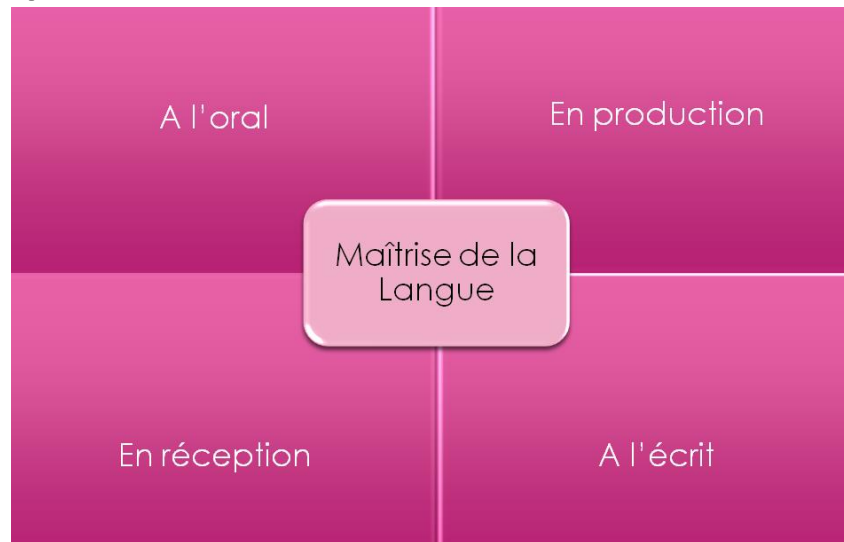 A l'oral
En production
Maîtrise de la
Langue
En réception
A l'écrit